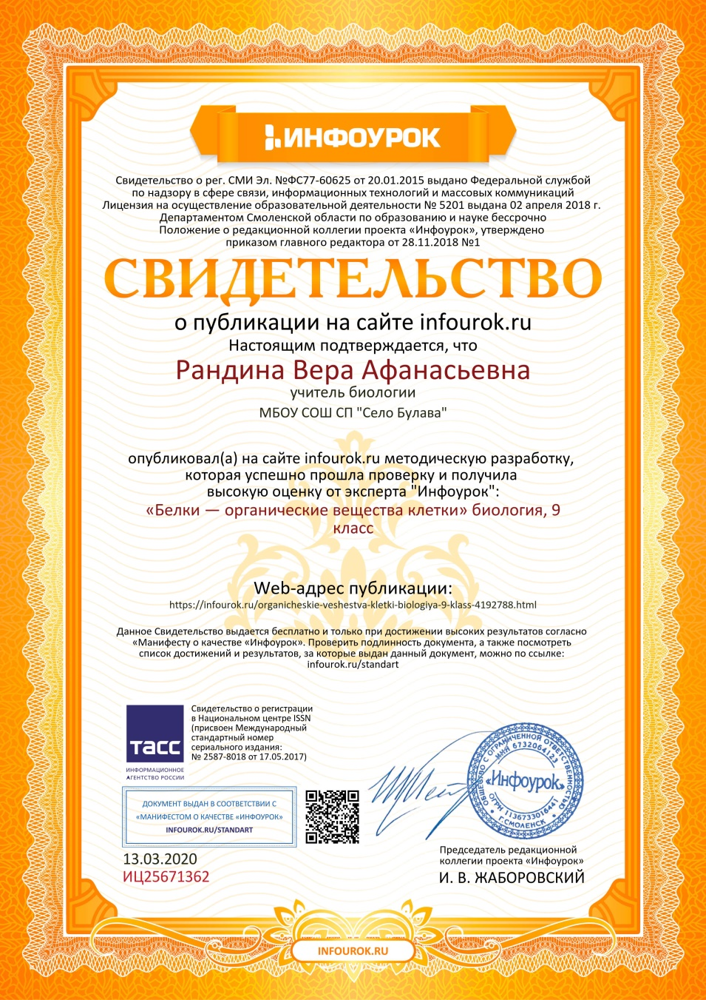 ИНФОУРОК
Свидетельство о рег. СМИ Эл. №ФС77-60625 от 20.01.2015 выдано Федеральной службой
по надзору в сфере связи, информационных технологий и массовых коммуникаций
Лицензия на осуществление образовательной деятельности № 5201 выдана 02 апреля 2018 г.
Департаментом Смоленской области по образованию и науке бессрочно
Положение о редакционной коллегии проекта «Инфоурок», утверждено
приказом главного редактора от 28.11.2018 №1
СВИДЕТЕЛЬСТВО
о публикации на сайте infourok.ru
Настоящим подтверждается, что
Рандина Вера Афанасьевна
учитель биологии
МБОУ СОШ СП "Село Булава"
опубликовал(а) на сайте infourok.ru методическую разработку,
которая успешно прошла проверку и получила
высокую оценку от эксперта "Инфоурок":
«Белки — органические вещества клетки» биология, 9
класс
Web-адрес публикации:
https://infourok.ru/organicheskie-veshestva-kletki-biologiya-9-klass-4192788.html
Данное Свидетельство выдается бесплатно и только при достижении высоких результатов согласно
«Манифесту о качестве «Инфоурок». Проверить подлинность документа, а также посмотреть
список достижений и результатов, за которые выдан данный документ, можно по ссылке:
infourok.ru/standart
ТАСС
ИНФОРМАЦИОННОЕ
АГЕНТСТВО РОССИИ
Свидетельство о регистрации
в Национальном центре ISSN
(присвоен Международный
стандартный номер
сериального издания:
№ 2587-8018 от 17.05.2017)
ДОКУМЕНТ ВЫДАН В СООТВЕТСТВИИ С
«МАНИФЕСТОМ О КАЧЕСТВЕ «ИНФОУРОК»
INFOUROK.RU/STANDART
13.03.2020
ИЦ25671362
ОБЩЕСТВО С ОГРАНИЧЕННОЙ ОТВЕТСТВЕННОСТЬЮ
ИНН 6732064123
«Инфоурок»
ОГРН 1136733016441
Г.СМОЛЕНСК
Председатель редакционной
коллегии проекта «Инфоурок»
И. В. ЖАБОРОВСКИЙ
INFOUROK.RU